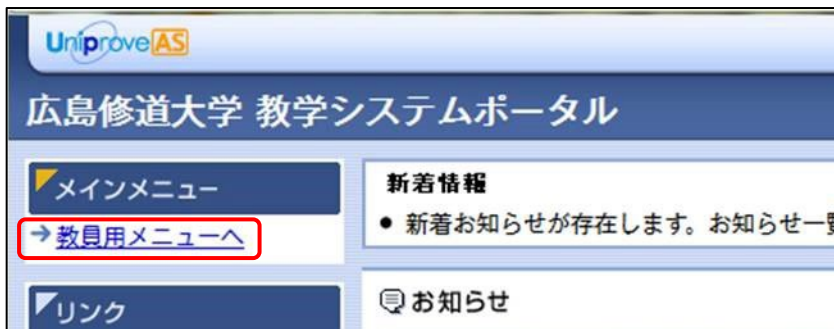 UniproveAS
広島修道大学 教学システムポータル
メインメニュー
教員用メニューへ
リンク
新着情報
● 新着お知らせが存在します。お知らせ一覧
お知らせ